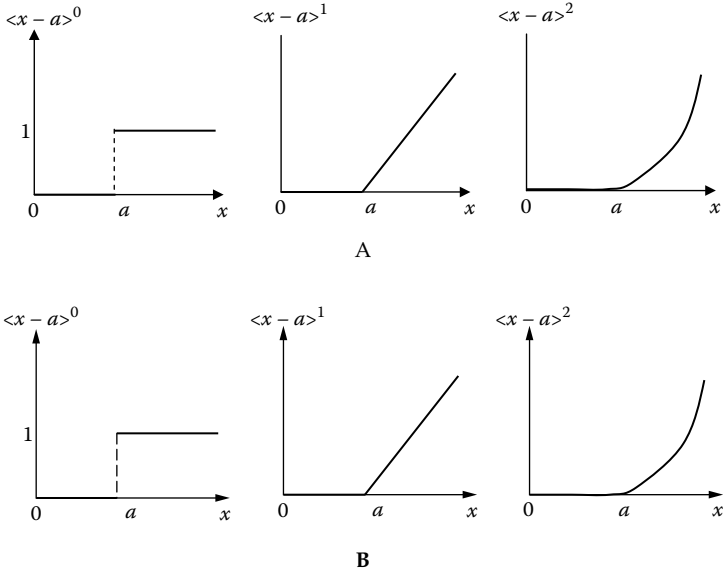 <x – a>⁰ <x – a>¹ <x – a>²
1
0 a x 0 a x 0 a x
A
<x – a>⁰ <x – a>¹ <x – a>²
1
0 a x 0 a x 0 a x
B